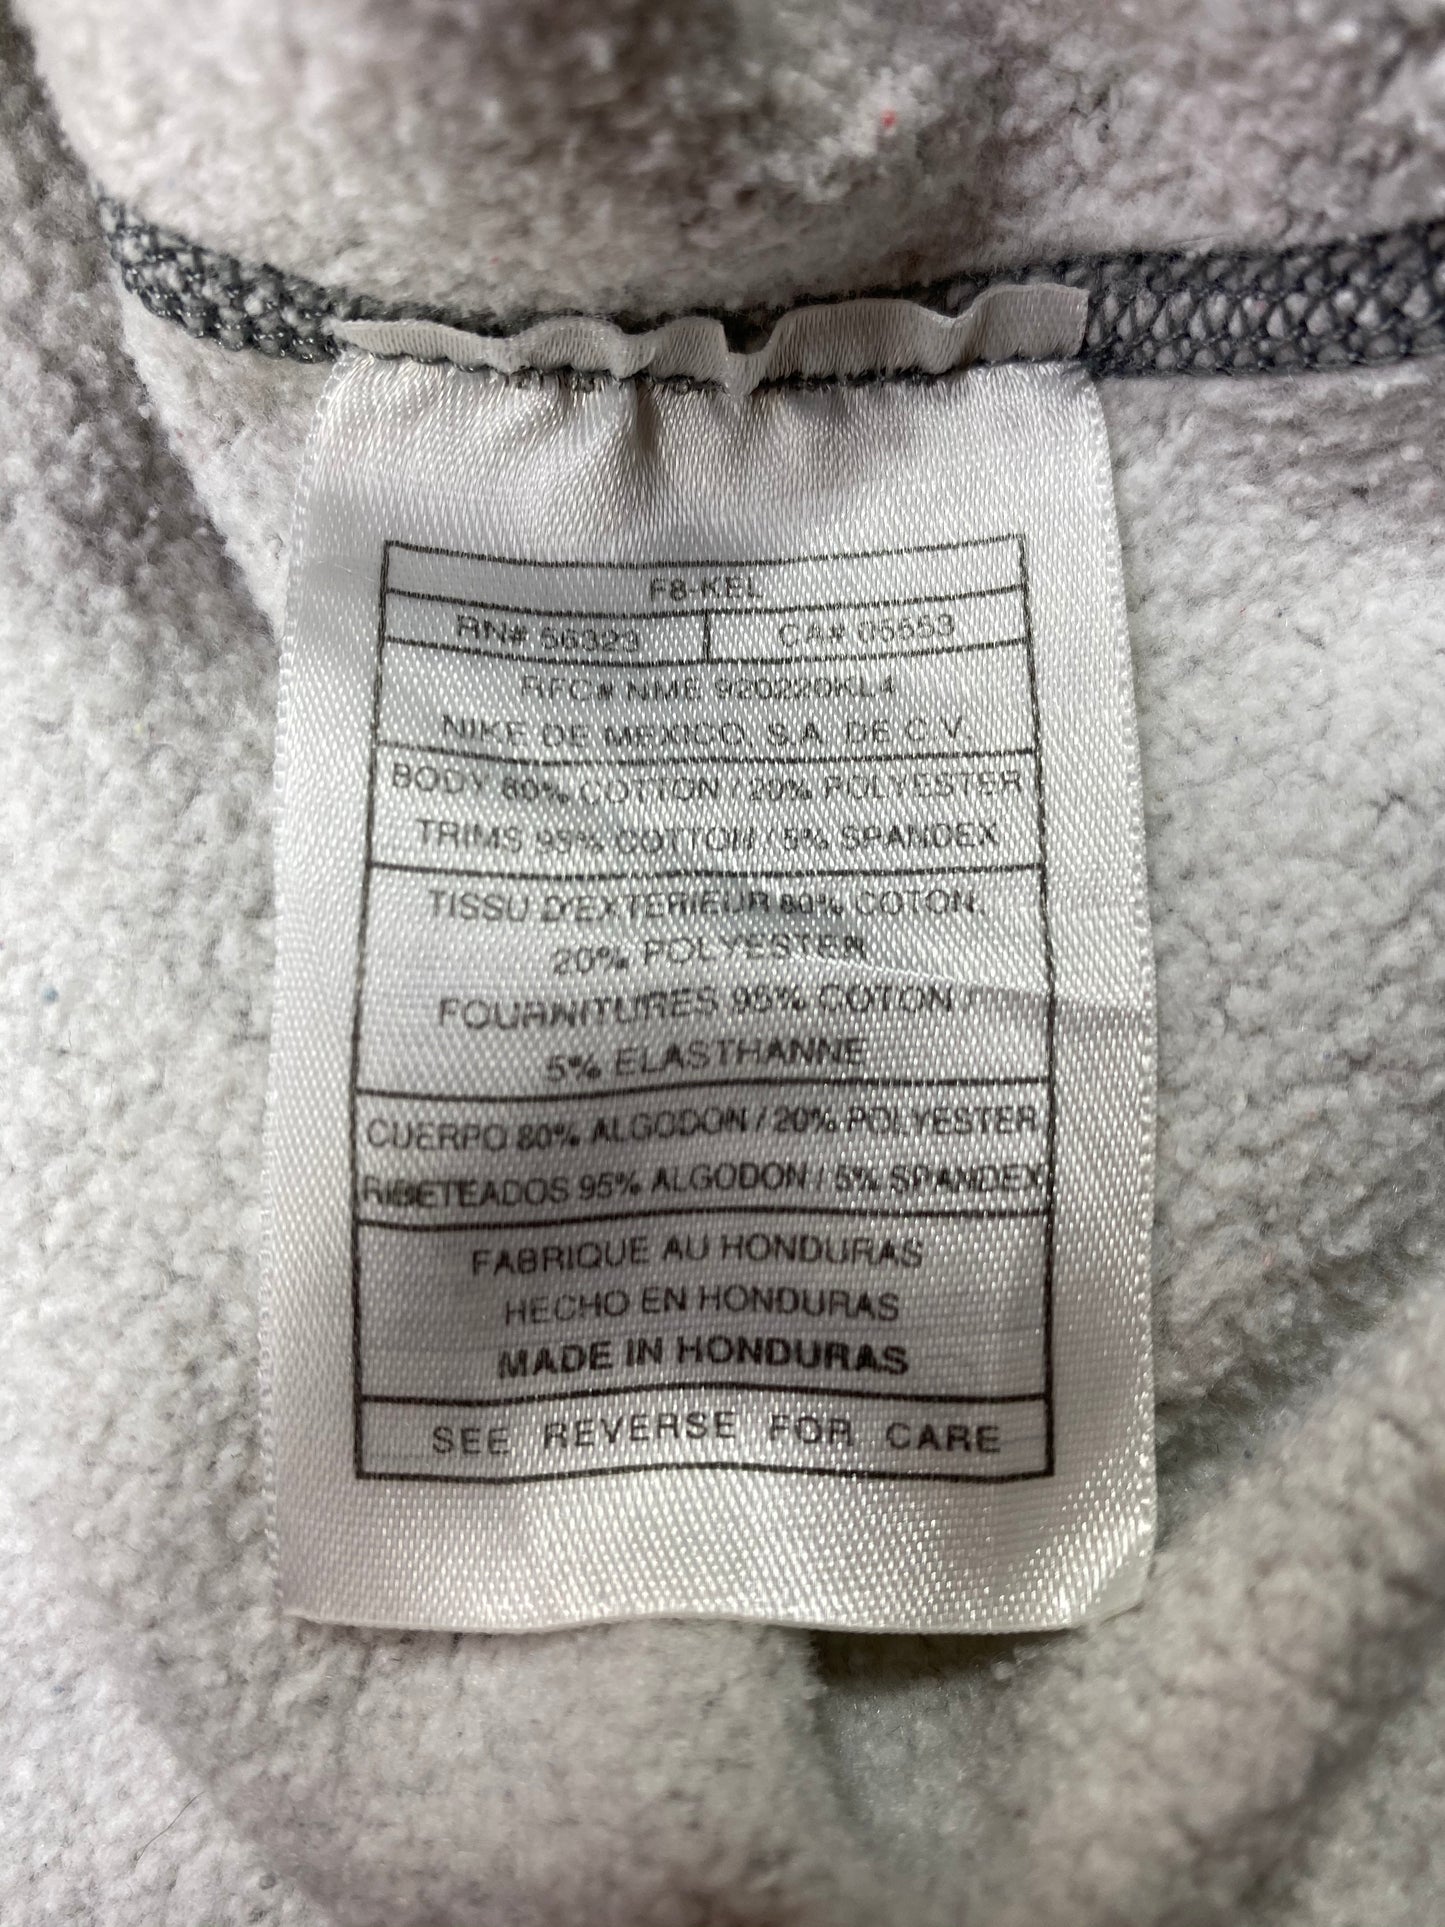 F8-KEL
RN# 56323 CA# 05553
RFC# NME 920220KL4
NIKE DE MEXICO, S.A. DE C.V.
BODY 80% COTTON / 20% POLYESTER
TRIMS 95% COTTON / 5% SPANDEX
TISSU D'EXTERIEUR 80% COTON,
20% POLYESTER
FOURNITURES 95% COTON /
5% ELASTHANNE
CUERPO 80% ALGODON / 20% POLYESTER
RIBETEADOS 95% ALGODON / 5% SPANDEX
FABRIQUE AU HONDURAS
HECHO EN HONDURAS
MADE IN HONDURAS
SEE REVERSE FOR CARE